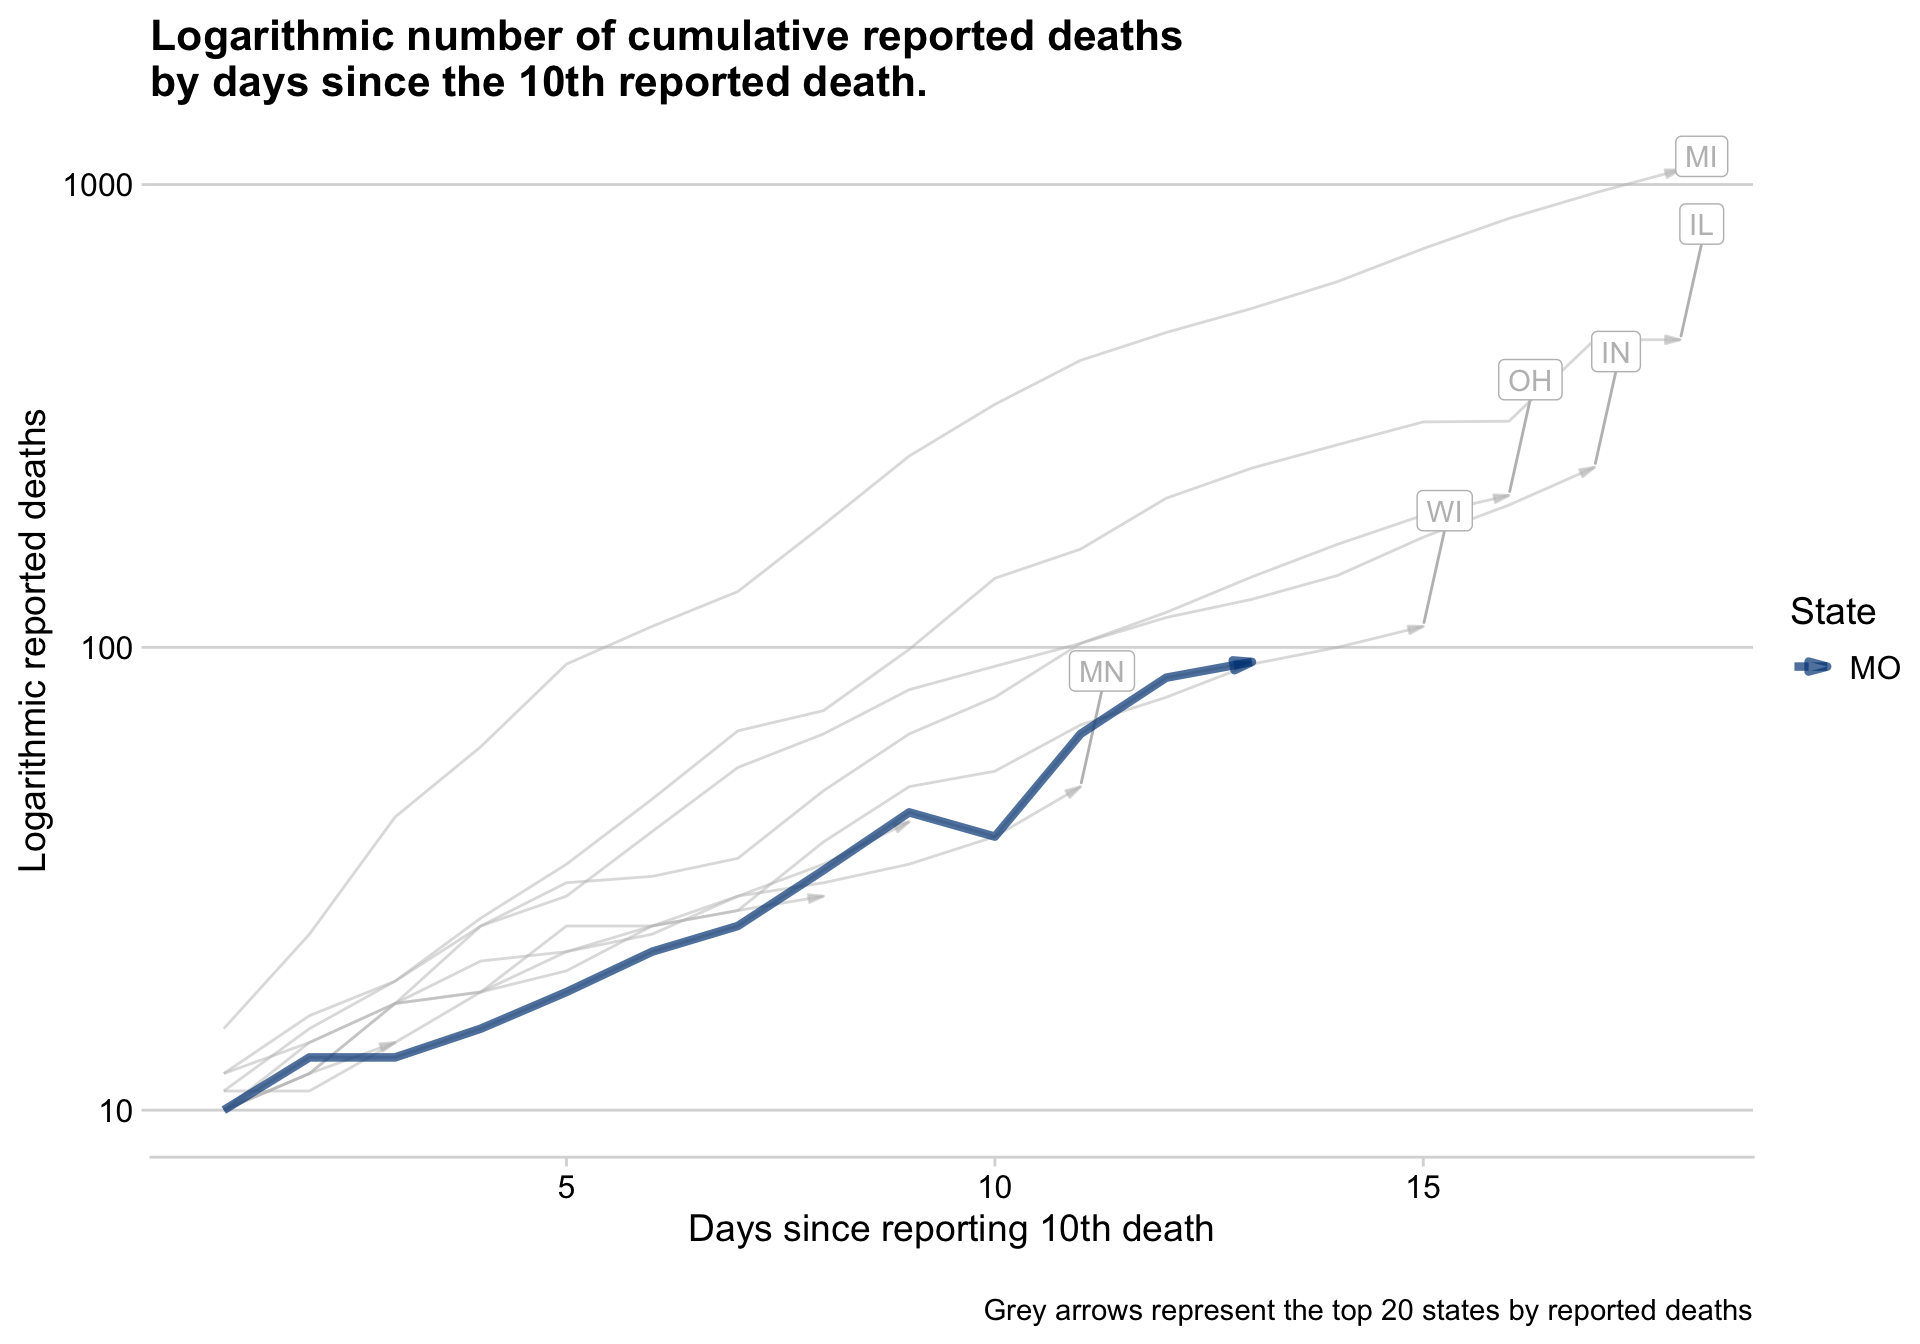 Logarithmic number of cumulative reported deaths
by days since the 10th reported death.
Logarithmic reported deaths
1000
100
10
MI
IL
IN
OH
WI
MN
State
MO
5
10
15
Days since reporting 10th death
Grey arrows represent the top 20 states by reported deaths